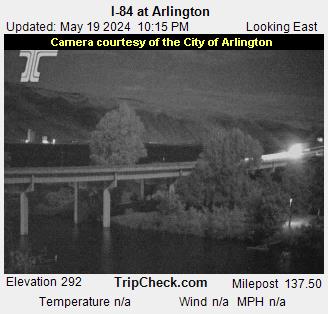 I-84 at Arlington
Updated: May 19 2024 10:15 PM Looking East
Camera courtesy of the City of Arlington
Elevation 292 TripCheck.com Milepost 137.50
Temperature n/a Wind n/a MPH n/a